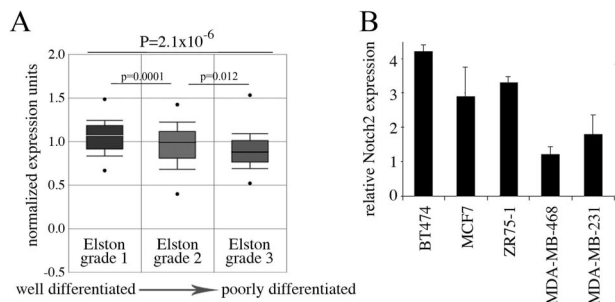 A
P=2.1x10-6
p=0.0001
p=0.012
normalized expression units
2.0
1.5
1.0
0.5
0.0
-0.5
Elston
grade 1
Elston
grade 2
Elston
grade 3
well differentiated
poorly differentiated
B
relative Notch2 expression
4
3
2
1
0
BT474
MCF7
ZR75-1
MDA-MB-468
MDA-MB-231